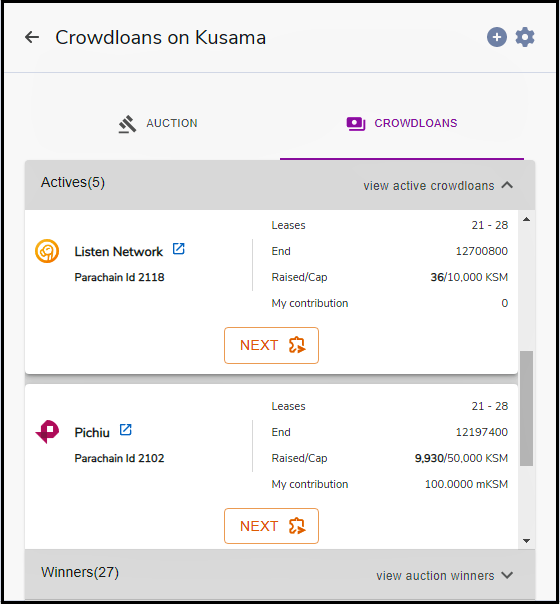 Crowdloans on Kusama
AUCTION
CROWDLOANS
Actives(5)
view active crowdloans
Listen Network
Parachain Id 2118
Leases 21 - 28
End 12700800
Raised/Cap 36/10,000 KSM
My contribution 0
NEXT
Pichiu
Parachain Id 2102
Leases 21 - 28
End 12197400
Raised/Cap 9,930/50,000 KSM
My contribution 100.0000 mKSM
NEXT
Winners(27)
view auction winners